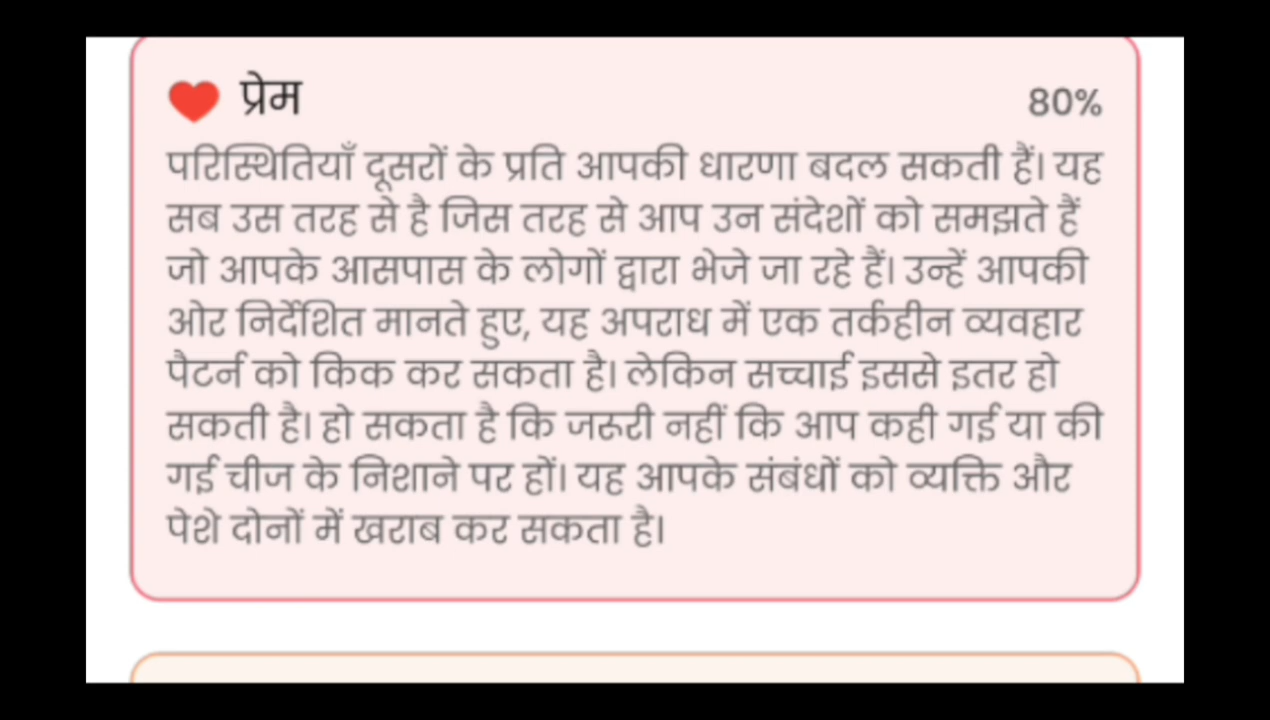 प्रेम 80%
परिस्थितियाँ दूसरों के प्रति आपकी धारणा बदल सकती हैं। यह
सब उस तरह से है जिस तरह से आप उन संदेशों को समझते हैं
जो आपके आसपास के लोगों द्वारा भेजे जा रहे हैं। उन्हें आपकी
ओर निर्देशित मानते हुए, यह अपराध में एक तर्कहीन व्यवहार
पैटर्न को किक कर सकता है। लेकिन सच्चाई इससे इतर हो
सकती है। हो सकता है कि जरूरी नहीं कि आप कही गई या की
गई चीज के निशाने पर हों। यह आपके संबंधों को व्यक्ति और
पेशे दोनों में खराब कर सकता है।